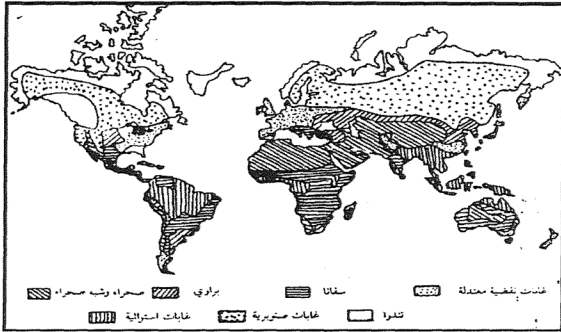 غابات نفضية معتدلة سفانا براري صحراء وشبه صحراء
تندرا غابات صنوبرية غابات استوائية